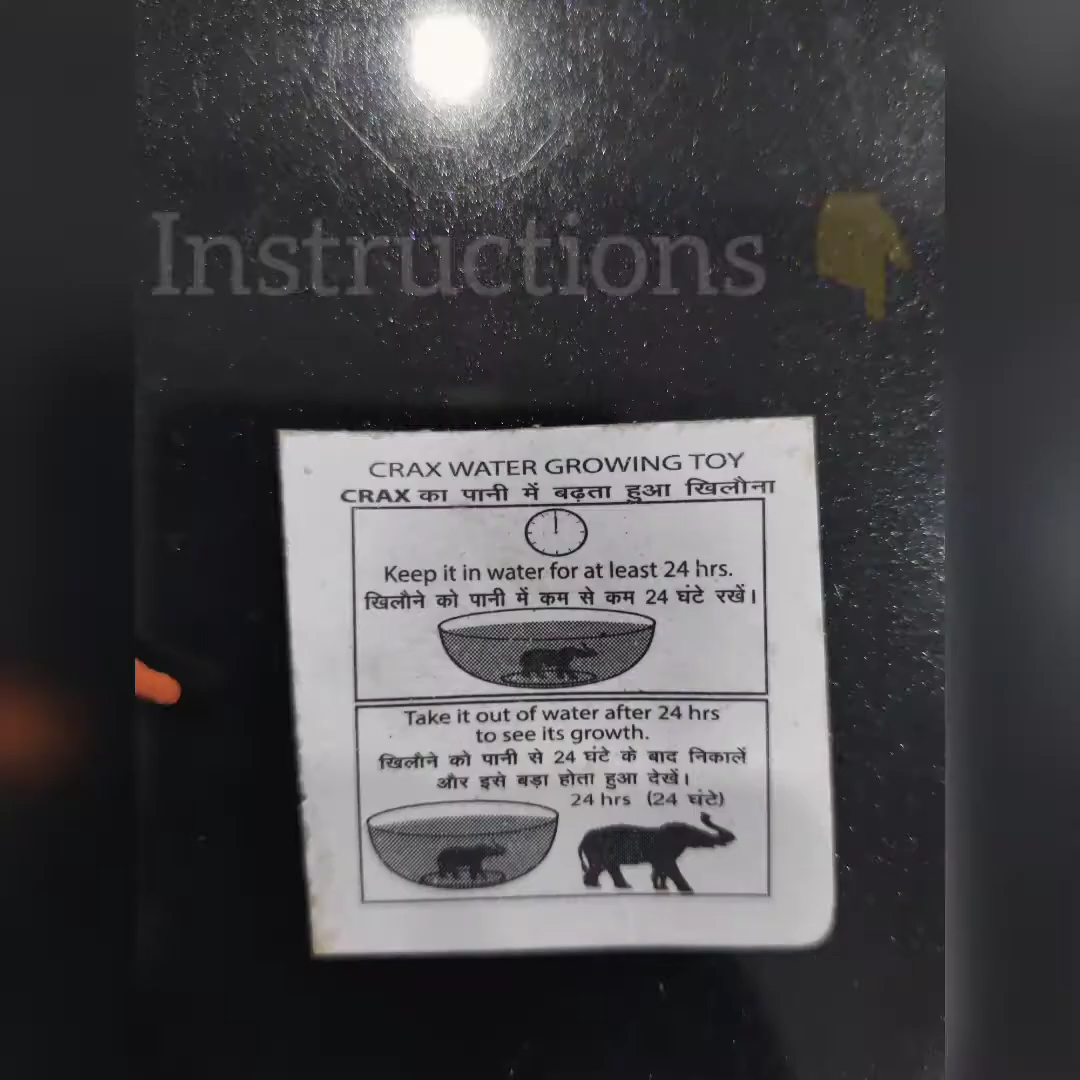 Instructions 👇
CRAX WATER GROWING TOY
CRAX का पानी में बढ़ता हुआ खिलौना
Keep it in water for at least 24 hrs.
खिलौने को पानी में कम से कम 24 घंटे रखें।
Take it out of water after 24 hrs
to see its growth.
खिलौने को पानी से 24 घंटे के बाद निकालें
और इसे बड़ा होता हुआ देखें।
24 hrs (24 घंटे)